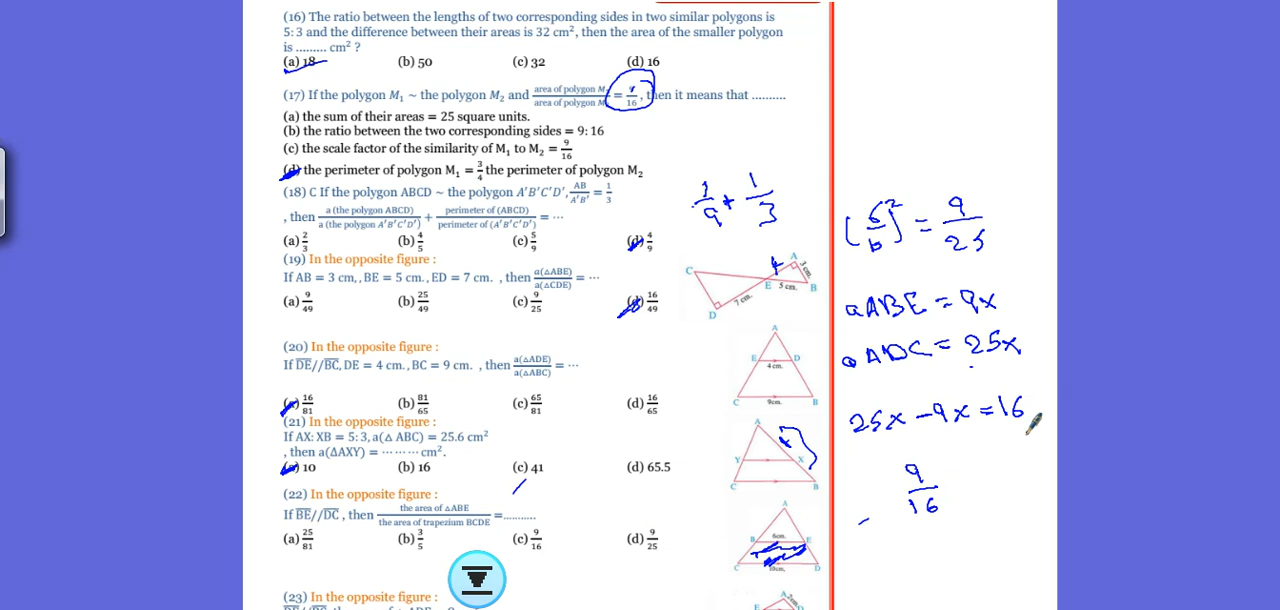 (16) The ratio between the lengths of two corresponding sides in two similar polygons is
5: 3 and the difference between their areas is 32 cm², then the area of the smaller polygon
is ......... cm² ?
(a) 18 (b) 50 (c) 32 (d) 16
(17) If the polygon M₁ ~ the polygon M₂ and area of polygon M / area of polygon M = 9/16, then it means that ..........
(a) the sum of their areas = 25 square units.
(b) the ratio between the two corresponding sides = 9: 16
(c) the scale factor of the similarity of M₁ to M₂ = 9/16
(d) the perimeter of polygon M₁ = 3/4 the perimeter of polygon M₂
(18) C If the polygon ABCD ~ the polygon A'B'C'D', AB/A'B' = 1/3
, then a (the polygon ABCD) / a (the polygon A'B'C'D') + perimeter of (ABCD) / perimeter of (A'B'C'D') = ...
(a) 2/3 (b) 4/5 (c) 5/9 (d) 4/9
(19) In the opposite figure :
If AB = 3 cm, , BE = 5 cm, , ED = 7 cm. , then a(△ABE)/a(△CDE) = ...
(a) 9/49 (b) 25/49 (c) 9/25 (d) 16/49
(20) In the opposite figure :
If DE//BC, DE = 4 cm. , BC = 9 cm. , then a(△ADE)/a(△ABC) = ...
(a) 16/81 (b) 81/65 (c) 65/81 (d) 16/65
(21) In the opposite figure :
If AX: XB = 5: 3, a(△ ABC) = 25.6 cm²
, then a(△AXY) = ⋯ ⋯ ⋯ cm².
(a) 10 (b) 16 (c) 41 (d) 65.5
(22) In the opposite figure :
If BE//DC , then the area of △ABE / the area of trapezium BCDE = ..........
(a) 25/81 (b) 3/5 (c) 9/16 (d) 9/25
(23) In the opposite figure :
1/9 + 1/3
C A 3 cm. 4 E 5 cm. B 7 cm. D
A E D 4 cm. C 9cm. B
A Y X C B
A B 6cm. E C 10cm. D
A 2cm E
= 9/25
aABE = 9x
a ADC = 25x
25x - 9x = 16
9/16